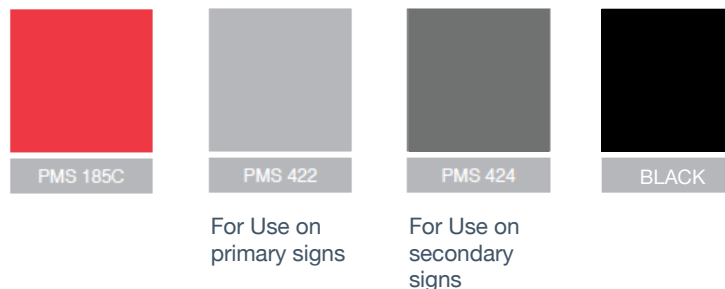 PMS 185C
PMS 422
PMS 424
BLACK
For Use on
primary signs
For Use on
secondary
signs